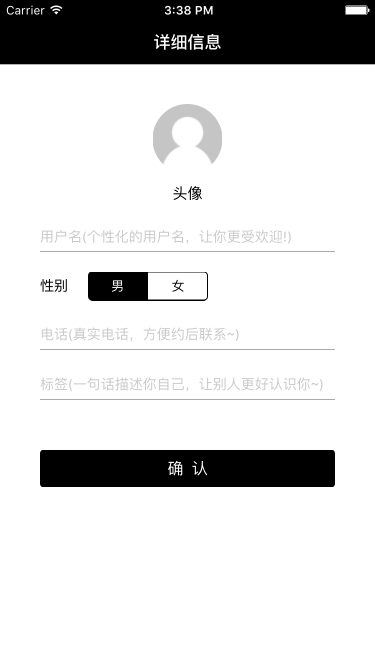 Carrier 3:38 PM
详细信息
头像
用户名(个性化的用户名，让你更受欢迎!)
性别 男 女
电话(真实电话，方便约后联系~)
标签(一句话描述你自己，让别人更好认识你~)
确 认